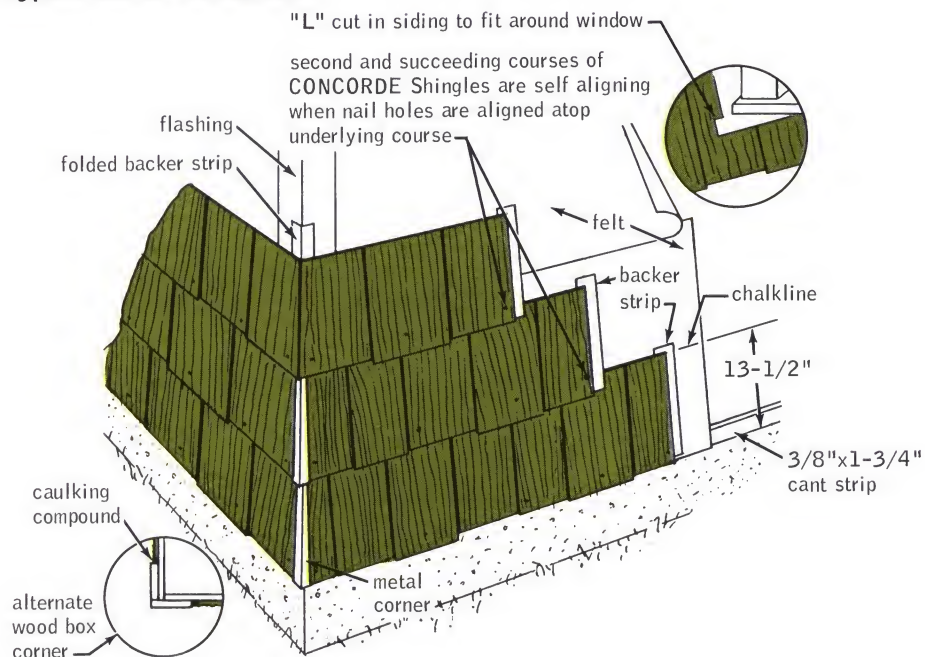 "L" cut in siding to fit around window
second and succeeding courses of
CONCORDE Shingles are self aligning
when nail holes are aligned atop
underlying course
flashing
folded backer strip
felt
backer
strip
chalkline
13-1/2"
3/8"x1-3/4"
cant strip
caulking
compound
metal
corner
alternate
wood box
corner